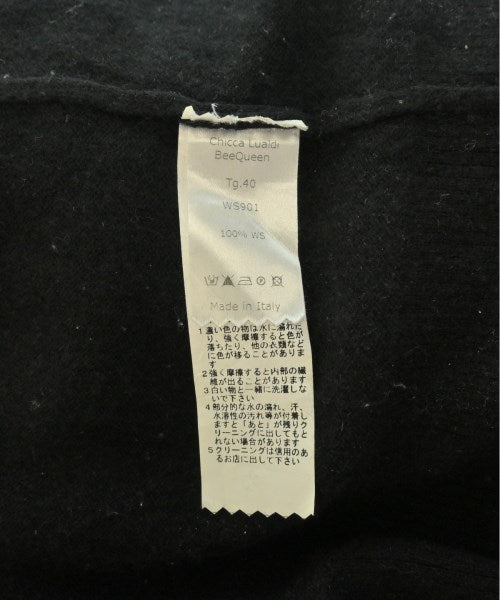 Chicca Lualdi
BeeQueen
Tg.40
WS901
100% WS
Made in Italy
1 濃い色の物は水に濡れた
り、強く摩擦すると色が
落ちたり、他の衣類など
に色が移ることがありま
す
2 強く摩擦すると内部の繊
維が出ることがあります
3 白い物と一緒に洗濯しな
いで下さい
4 部分的な水の濡れ、汗、
水溶性の汚れ等が付着し
ますと「あと」が残りク
リーニングに出してもと
れない場合があります
5 クリーニングは信用のあ
るお店に出して下さい